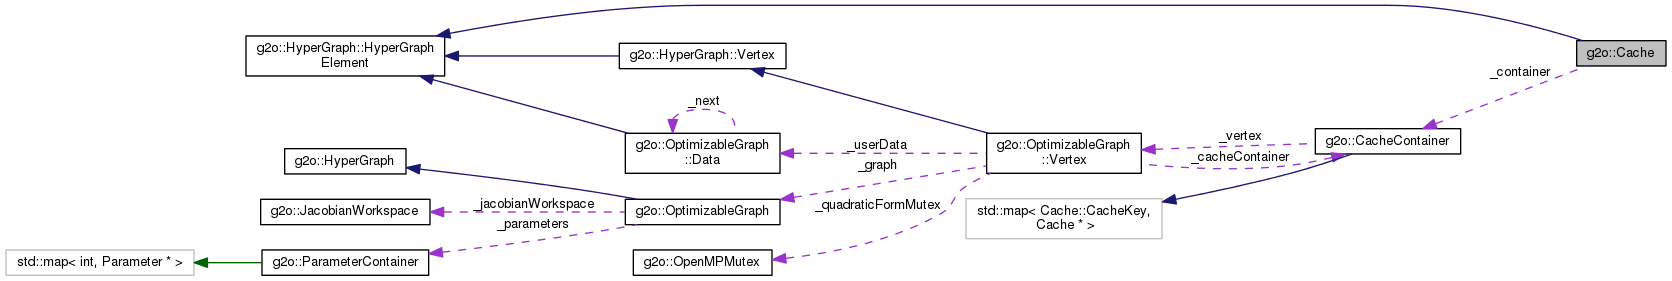 g2o::HyperGraph::HyperGraph
Element
g2o::HyperGraph::Vertex
g2o::Cache
_container
_next
g2o::OptimizableGraph
::Data
_userData
g2o::OptimizableGraph
::Vertex
_vertex
_cacheContainer
g2o::CacheContainer
g2o::HyperGraph
_graph
g2o::JacobianWorkspace
_jacobianWorkspace
g2o::OptimizableGraph
_quadraticFormMutex
std::map< Cache::CacheKey,
Cache * >
_parameters
std::map< int, Parameter * >
g2o::ParameterContainer
g2o::OpenMPMutex